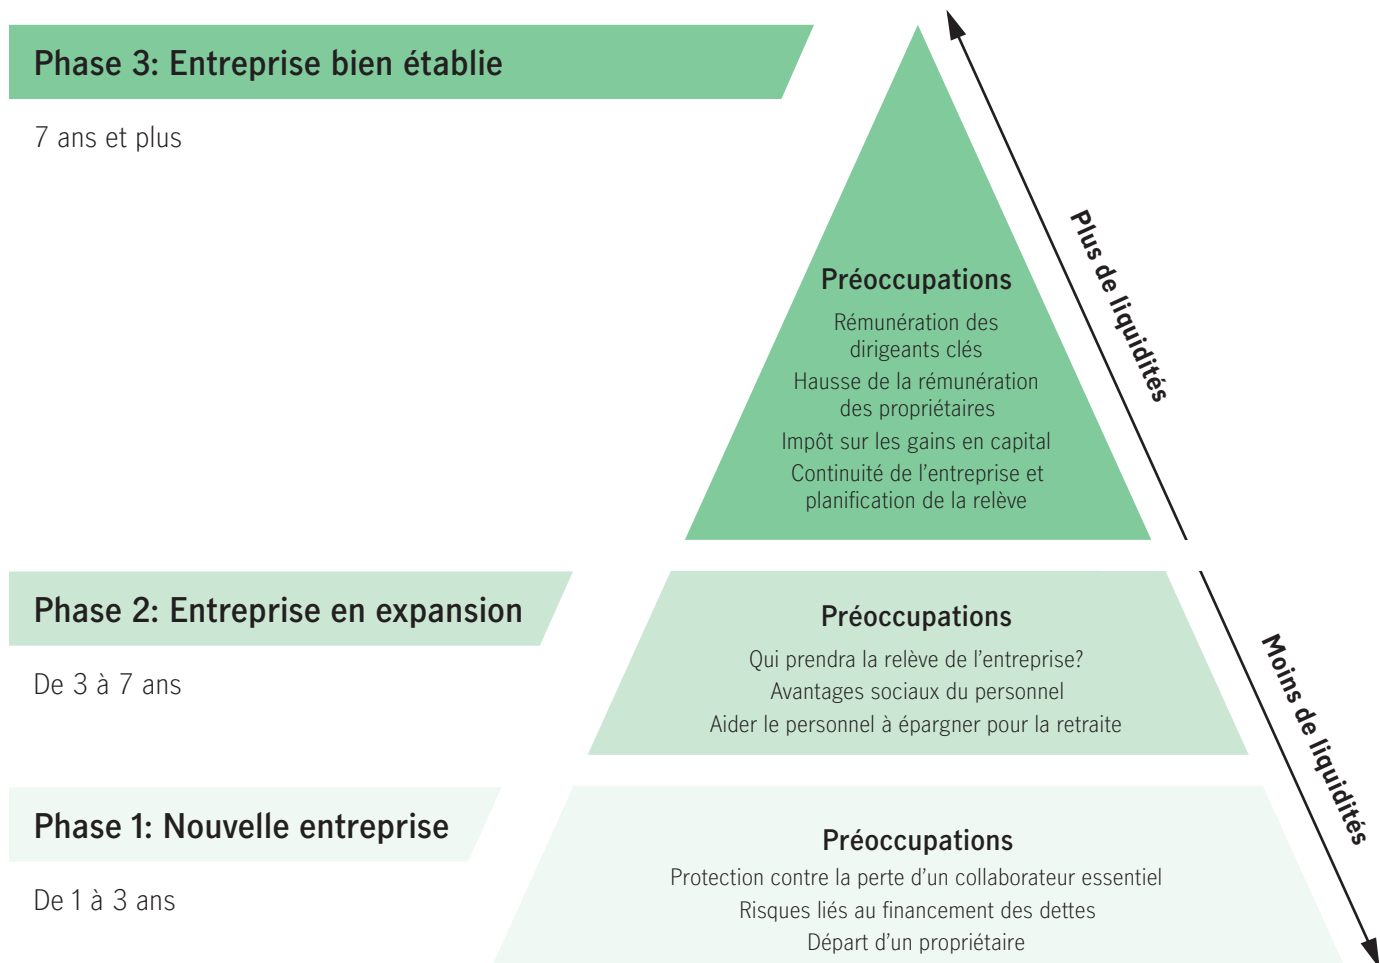 Phase 3: Entreprise bien établie
7 ans et plus
Préoccupations
Rémunération des
dirigeants clés
Hausse de la rémunération
des propriétaires
Impôt sur les gains en capital
Continuité de l’entreprise et
planification de la relève
Plus de liquidités
Phase 2: Entreprise en expansion
De 3 à 7 ans
Préoccupations
Qui prendra la relève de l’entreprise?
Avantages sociaux du personnel
Aider le personnel à épargner pour la retraite
Moins de liquidités
Phase 1: Nouvelle entreprise
De 1 à 3 ans
Préoccupations
Protection contre la perte d’un collaborateur essentiel
Risques liés au financement des dettes
Départ d’un propriétaire